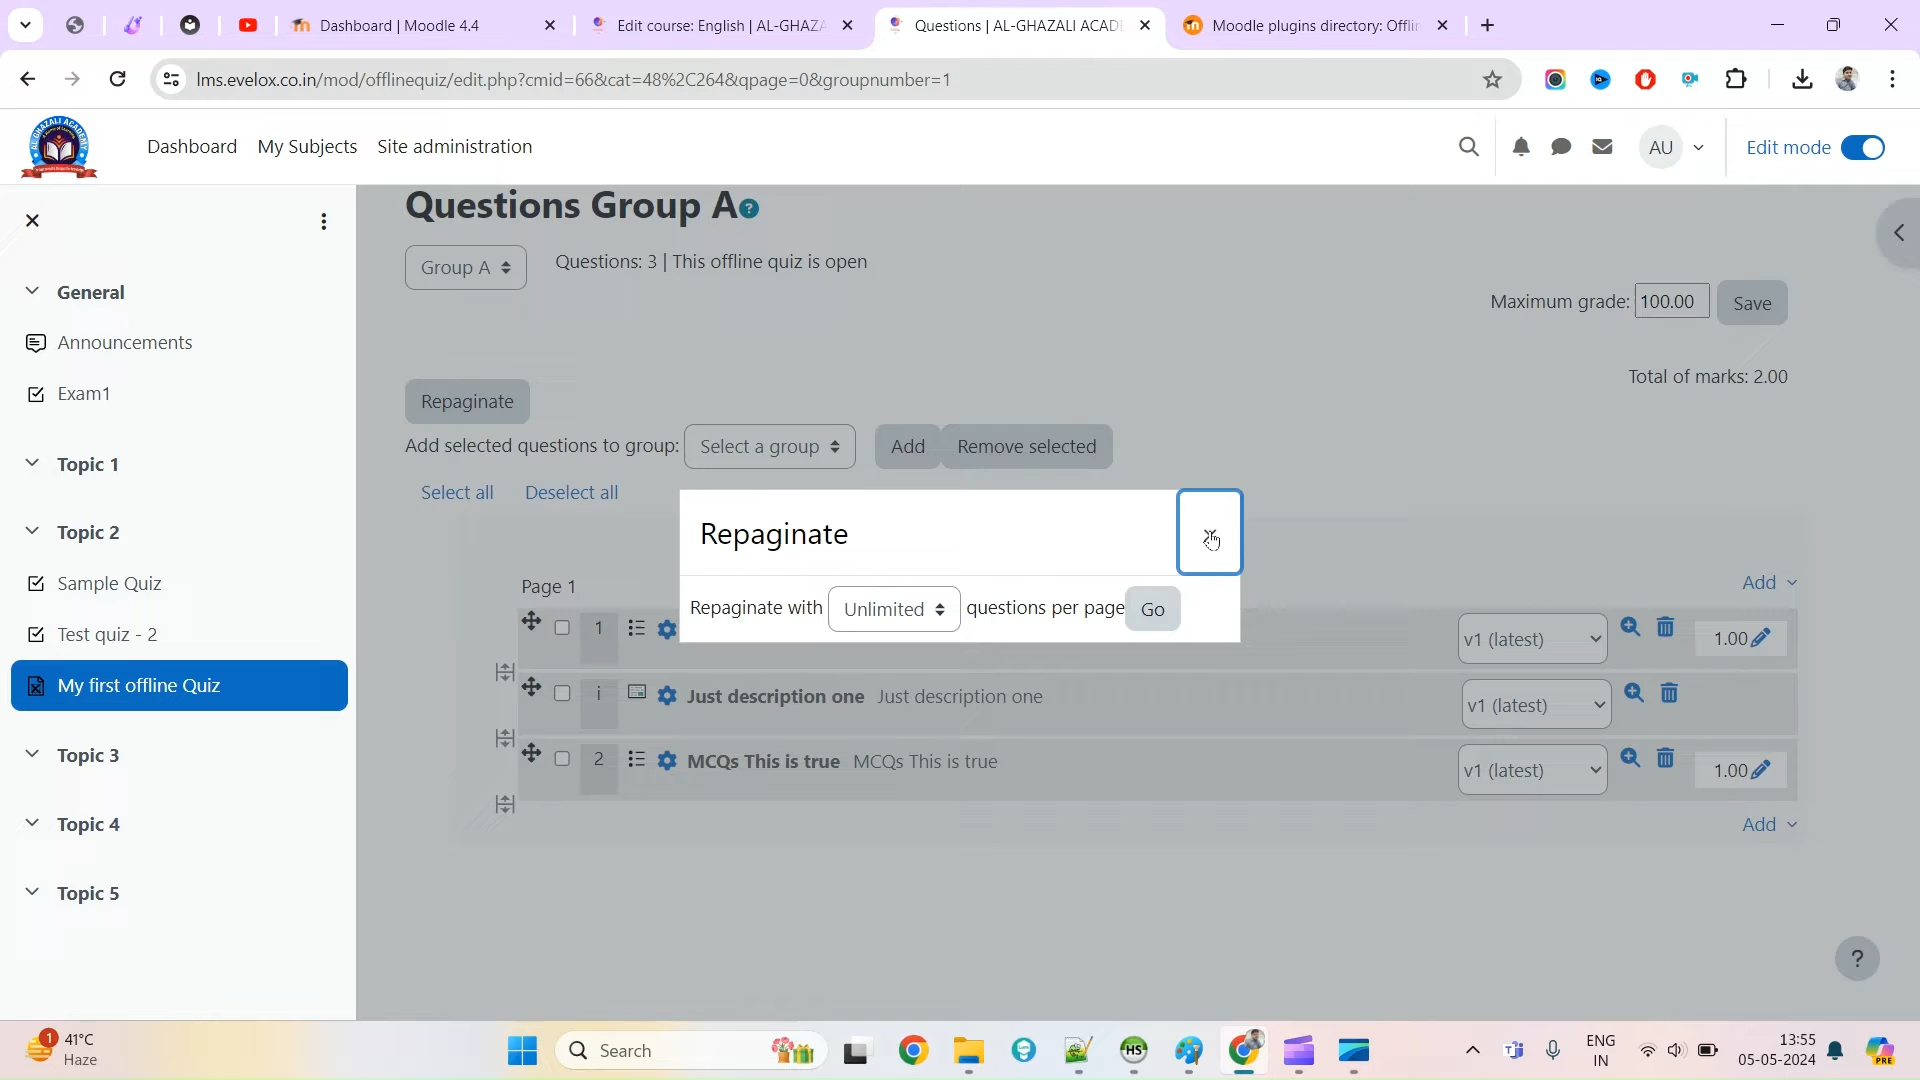 Dashboard | Moodle 4.4
Edit course: English | AL-GHAZA
Questions | AL-GHAZALI ACADE
Moodle plugins directory: Offlin
lms.evelox.co.in/mod/offlinequiz/edit.php?cmid=66&cat=48%2C264&qpage=0&groupnumber=1
AL GHAZALI ACADEMY
Dashboard
My Subjects
Site administration
AU
Edit mode
General
Announcements
Exam1
Topic 1
Topic 2
Sample Quiz
Test quiz - 2
My first offline Quiz
Topic 3
Topic 4
Topic 5
Questions Group A
Group A
Questions: 3 | This offline quiz is open
Maximum grade: 100.00 Save
Total of marks: 2.00
Repaginate
Add selected questions to group: Select a group Add Remove selected
Select all Deselect all
Repaginate
Repaginate with Unlimited questions per page Go
Page 1
Add
1 v1 (latest) 1.00
i Just description one Just description one v1 (latest)
2 MCQs This is true MCQs This is true v1 (latest) 1.00
Add
?
1
41°C
Haze
Search
HS
ENG
IN
13:55
05-05-2024
PRE